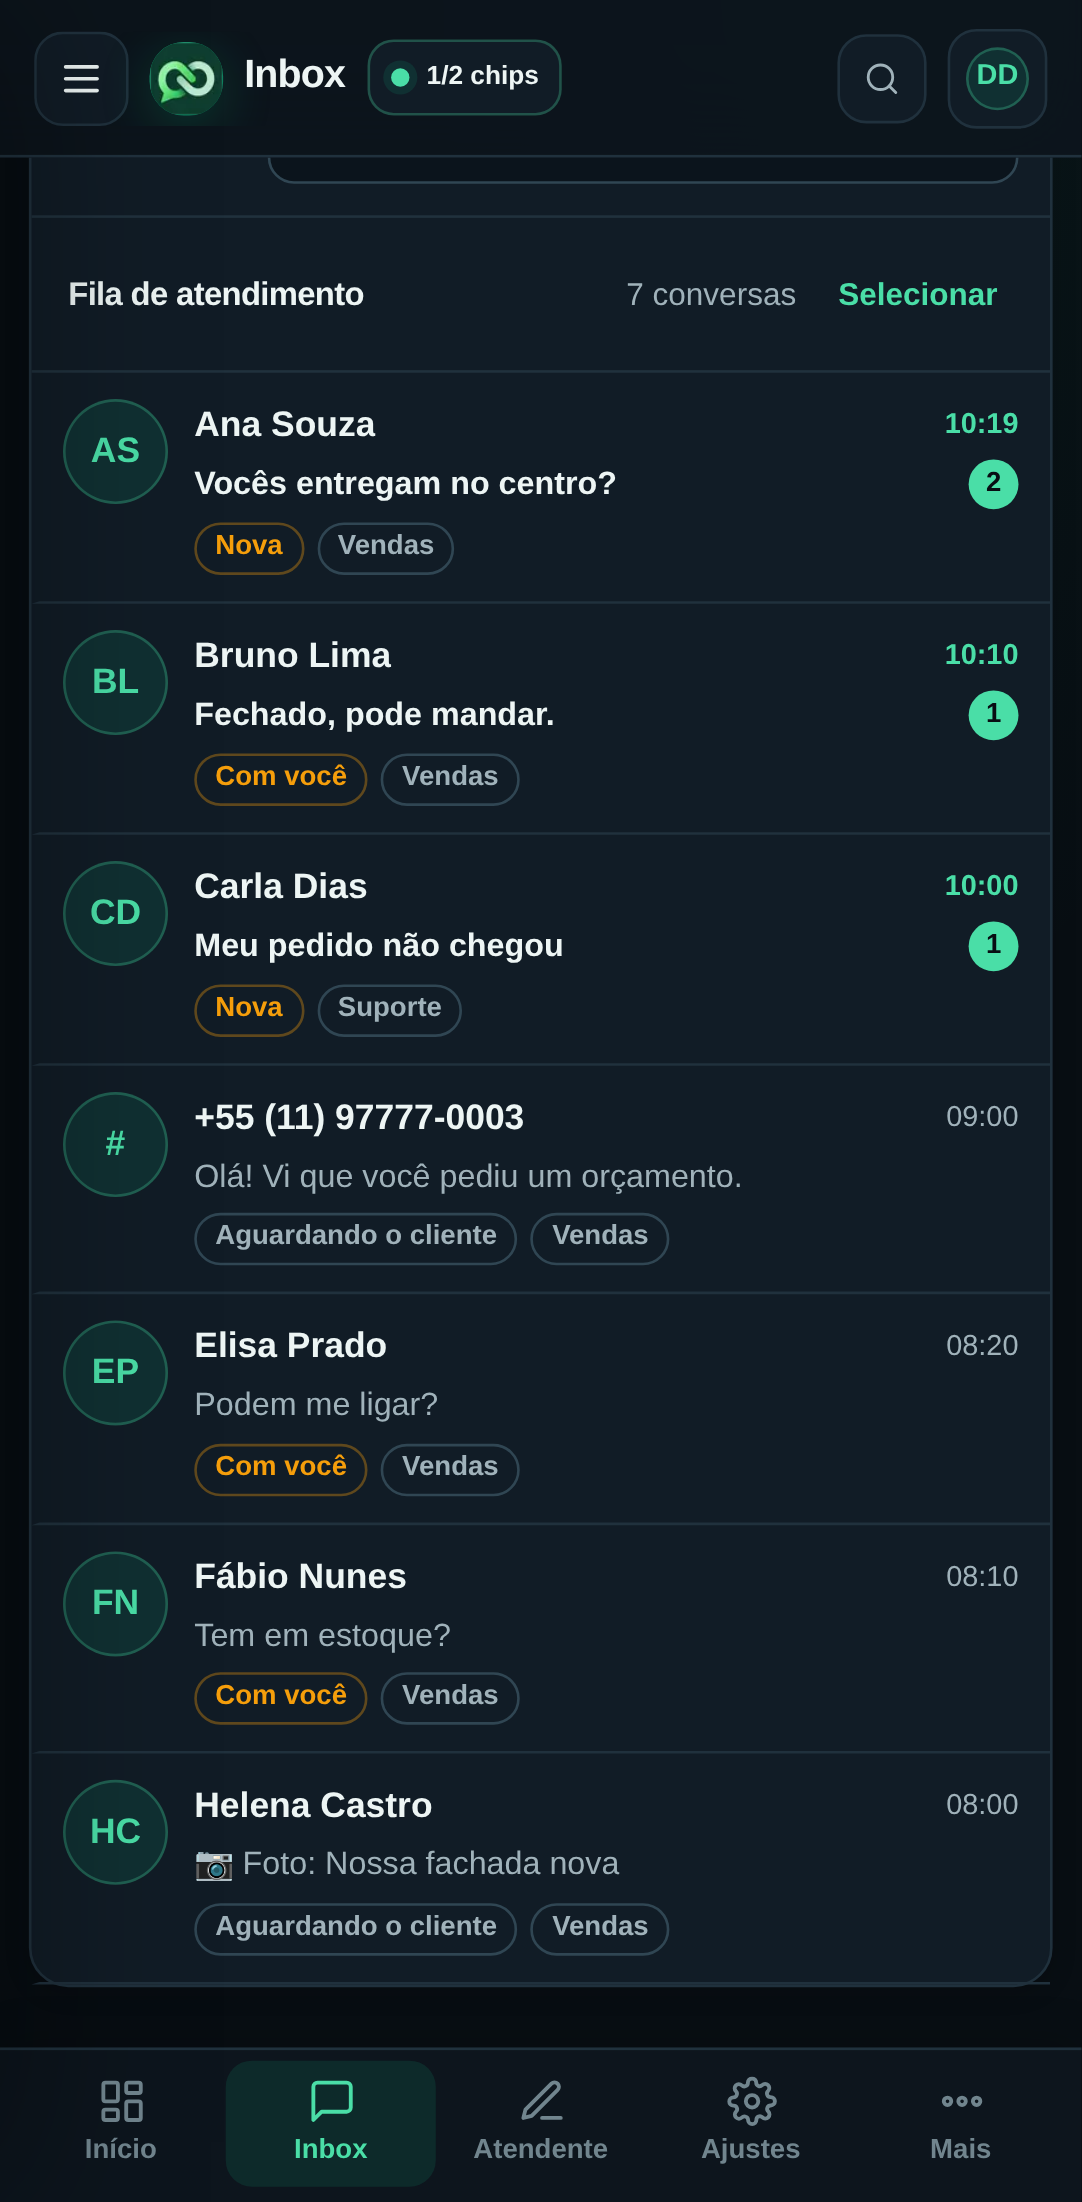 Inbox
1/2 chips
DD
Fila de atendimento
7 conversas
Selecionar
AS
Ana Souza
10:19
Vocês entregam no centro?
2
Nova
Vendas
BL
Bruno Lima
10:10
Fechado, pode mandar.
1
Com você
Vendas
CD
Carla Dias
10:00
Meu pedido não chegou
1
Nova
Suporte
#
+55 (11) 97777-0003
09:00
Olá! Vi que você pediu um orçamento.
Aguardando o cliente
Vendas
EP
Elisa Prado
08:20
Podem me ligar?
Com você
Vendas
FN
Fábio Nunes
08:10
Tem em estoque?
Com você
Vendas
HC
Helena Castro
08:00
📷 Foto: Nossa fachada nova
Aguardando o cliente
Vendas
Início
Inbox
Atendente
Ajustes
Mais